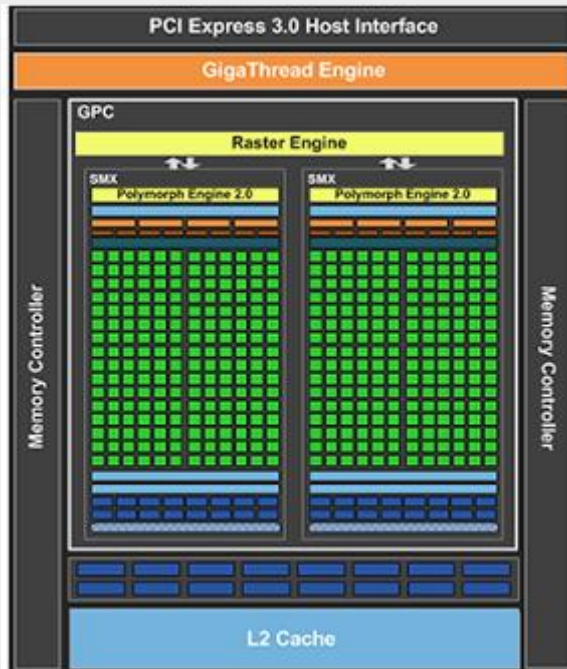 PCI Express 3.0 Host Interface
GigaThread Engine
GPC
Raster Engine
SMX
Polymorph Engine 2.0
SMX
Polymorph Engine 2.0
Memory Controller
Memory Controller
L2 Cache